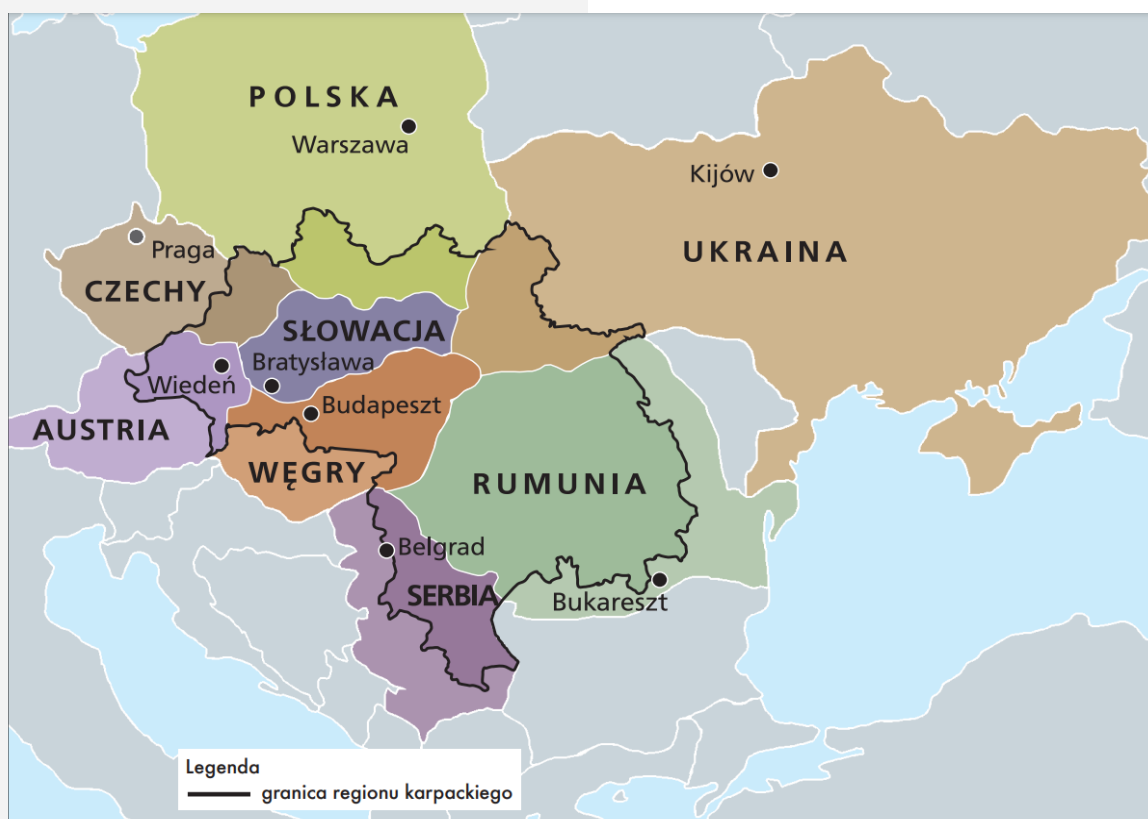 POLSKA
Warszawa
Kijów
UKRAINA
Praga
CZECHY
SŁOWACJA
Bratysława
Wiedeń
Budapeszt
AUSTRIA
WĘGRY
RUMUNIA
Belgrad
SERBIA
Bukareszt
Legenda
granica regionu karpackiego